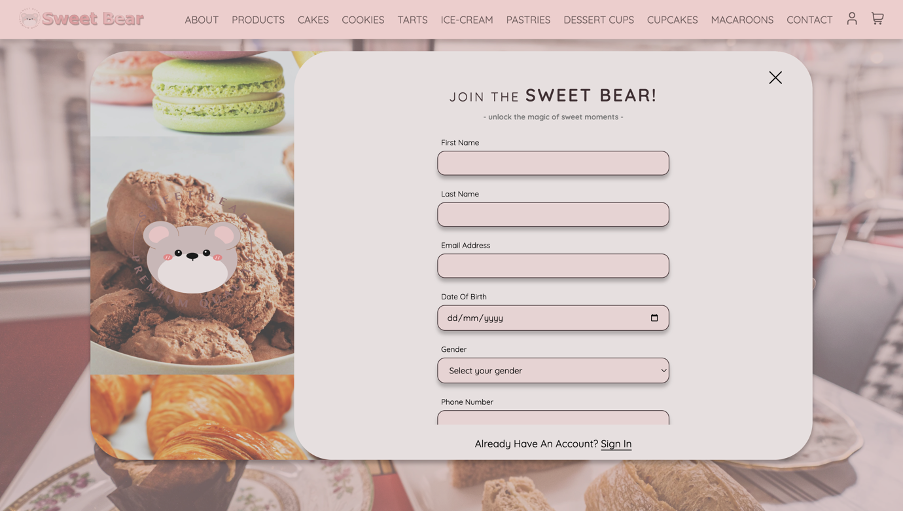 Sweet Bear
ABOUT PRODUCTS CAKES COOKIES TARTS ICE-CREAM PASTRIES DESSERT CUPS CUPCAKES MACAROONS CONTACT
JOIN THE SWEET BEAR!
- unlock the magic of sweet moments -
First Name
Last Name
Email Address
Date Of Birth
dd/mm/yyyy
Gender
Select your gender
Phone Number
Already Have An Account? Sign In